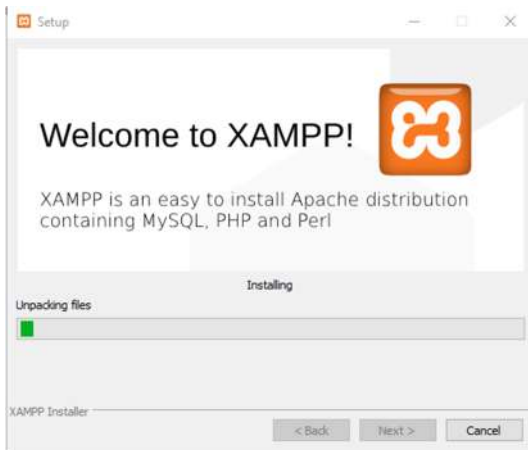 Setup
Welcome to XAMPP!
XAMPP is an easy to install Apache distribution
containing MySQL, PHP and Perl
Installing
Unpacking files
XAMPP Installer
< Back Next > Cancel